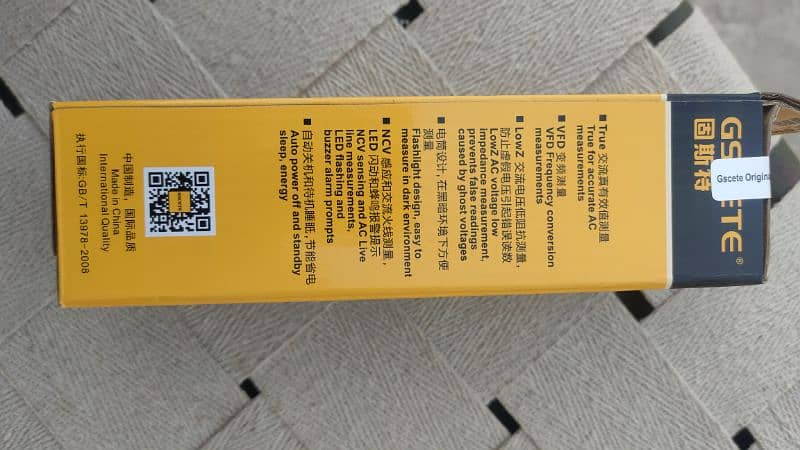 GSCETE®
固斯特
Gscete Origina
■ True 交流真有效值测量
True for accurate AC
measurements
■ VFD 变频测量
VFD Frequency conversion
measurements
■ LowZ 交流电压低阻抗测量,
防止虚假电压引起错误读数
LowZ AC voltage low
impedance measurement,
prevents false readings
caused by ghost voltages
■ 电筒设计, 在黑暗环境下方便
测量
Flashlight design, easy to
measure in dark environment
■ NCV 感应和交流火线测量,
LED 闪动和蜂鸣报警提示
NCV sensing and AC Live
line measurements,
LED flashing and
buzzer alarm prompts
■ 自动关机和待机睡眠, 节能省电
Auto power off and standby
sleep, energy
GSCETE
中国制造, 国际品质
Made in China
International Quality
执行国标:GB/T 13978-2008